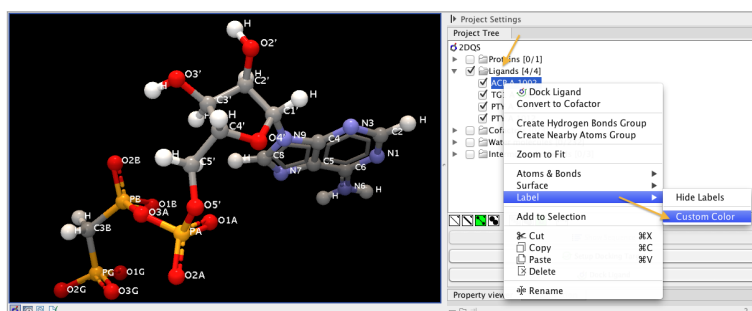 Project Settings
Project Tree
2DQS
Proteins [0/1]
Ligands [4/4]
ACP A 1002
Dock Ligand
Convert to Cofactor
Create Hydrogen Bonds Group
Create Nearby Atoms Group
Zoom to Fit
Atoms & Bonds
Surface
Label
Hide Labels
Custom Color
Add to Selection
Cut ⌘X
Copy ⌘C
Paste ⌘V
Delete
Rename
Property view
H
O2'
H
O3'
C2'
H
C3'
C1'
H
H
C4'
O4'
N9
C4
N3
C2
H
H
C5'
H
C8
N7
C5
C6
N1
N6
H
H
O2B
PB
O1B
O3A
O5'
O1A
PA
H
H
C3B
O2A
PG
O1G
O2G
O3G